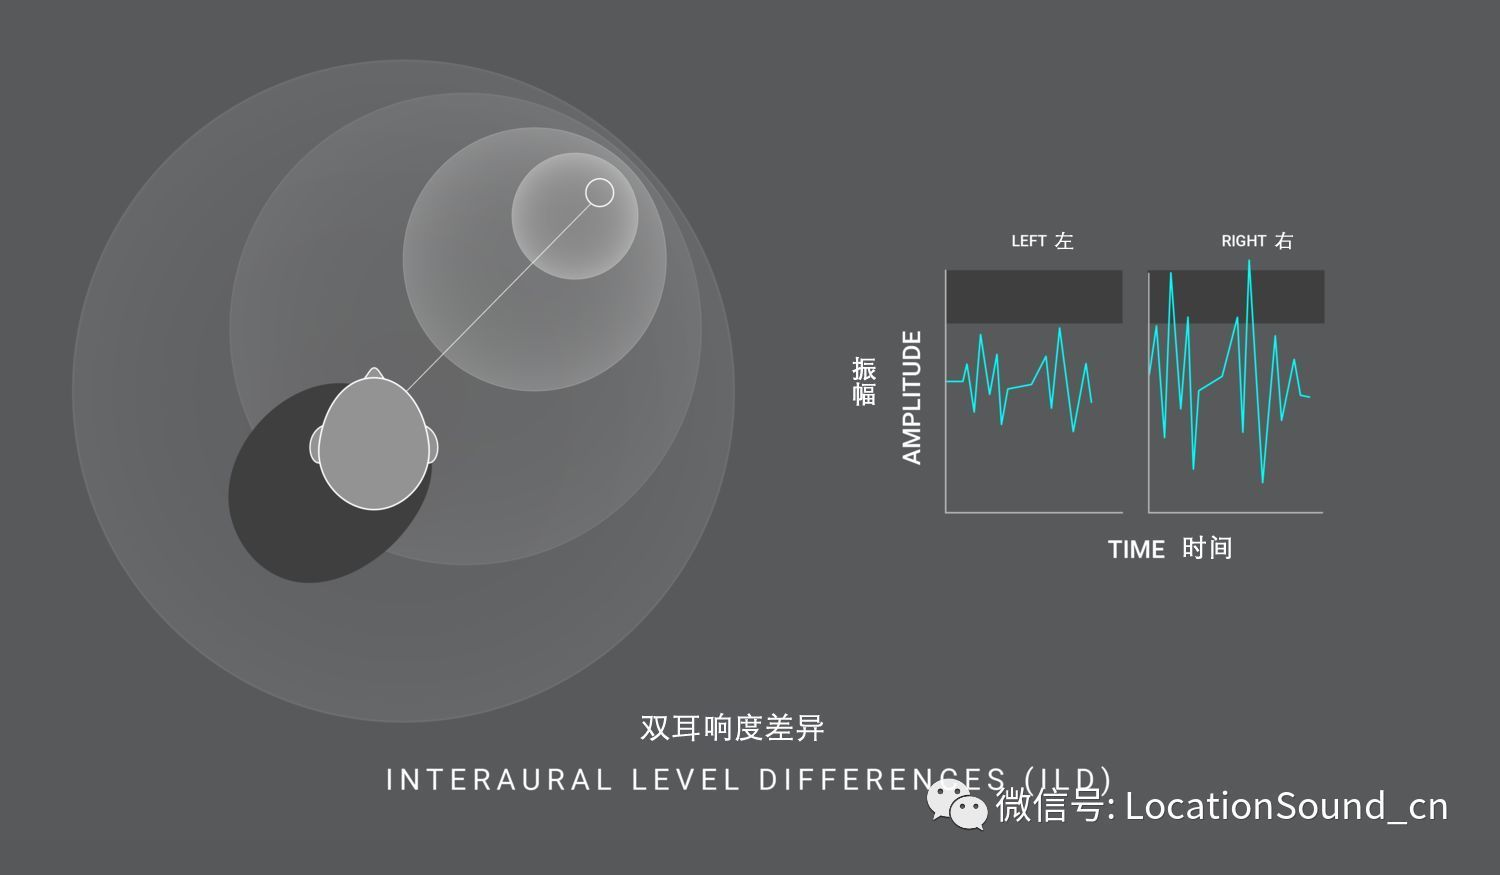 LEFT 左
RIGHT 右
振幅
AMPLITUDE
TIME 时间
双耳响度差异
INTERAURAL LEVEL DIFFERENCES (ILD)
微信号: LocationSound_cn